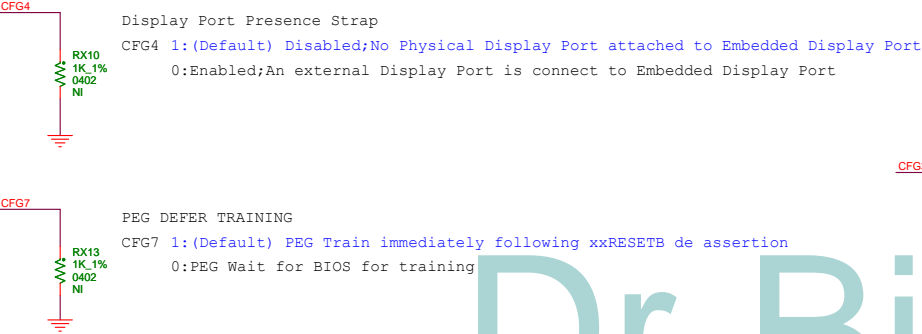 CFG4
Display Port Presence Strap
CFG4 1:(Default) Disabled;No Physical Display Port attached to Embedded Display Port
0:Enabled;An external Display Port is connect to Embedded Display Port
RX10
1K_1%
0402
NI
CFG
CFG7
PEG DEFER TRAINING
CFG7 1:(Default) PEG Train immediately following xxRESETB de assertion
0:PEG Wait for BIOS for training
RX13
1K_1%
0402
NI
Dr Bi